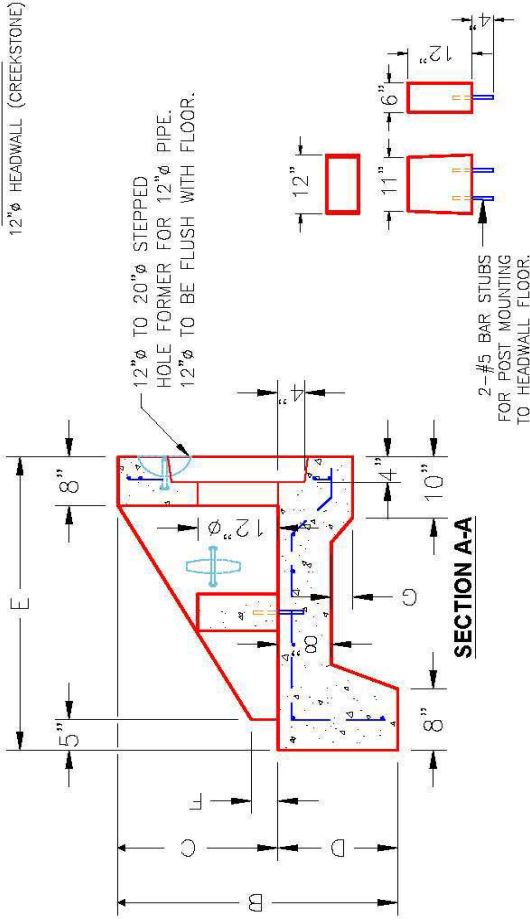 12"ø HEADWALL (CREEKSTONE)
12"ø TO 20"ø STEPPED
HOLE FORMER FOR 12"ø PIPE.
12"ø TO BE FLUSH WITH FLOOR.
12"
11"
6"
12"
4"
2-#5 BAR STUBS
FOR POST MOUNTING
TO HEADWALL FLOOR.
E
5"
8"
F
C
B
D
12"ø
8"
4"
G
4"
10"
8"
SECTION A-A